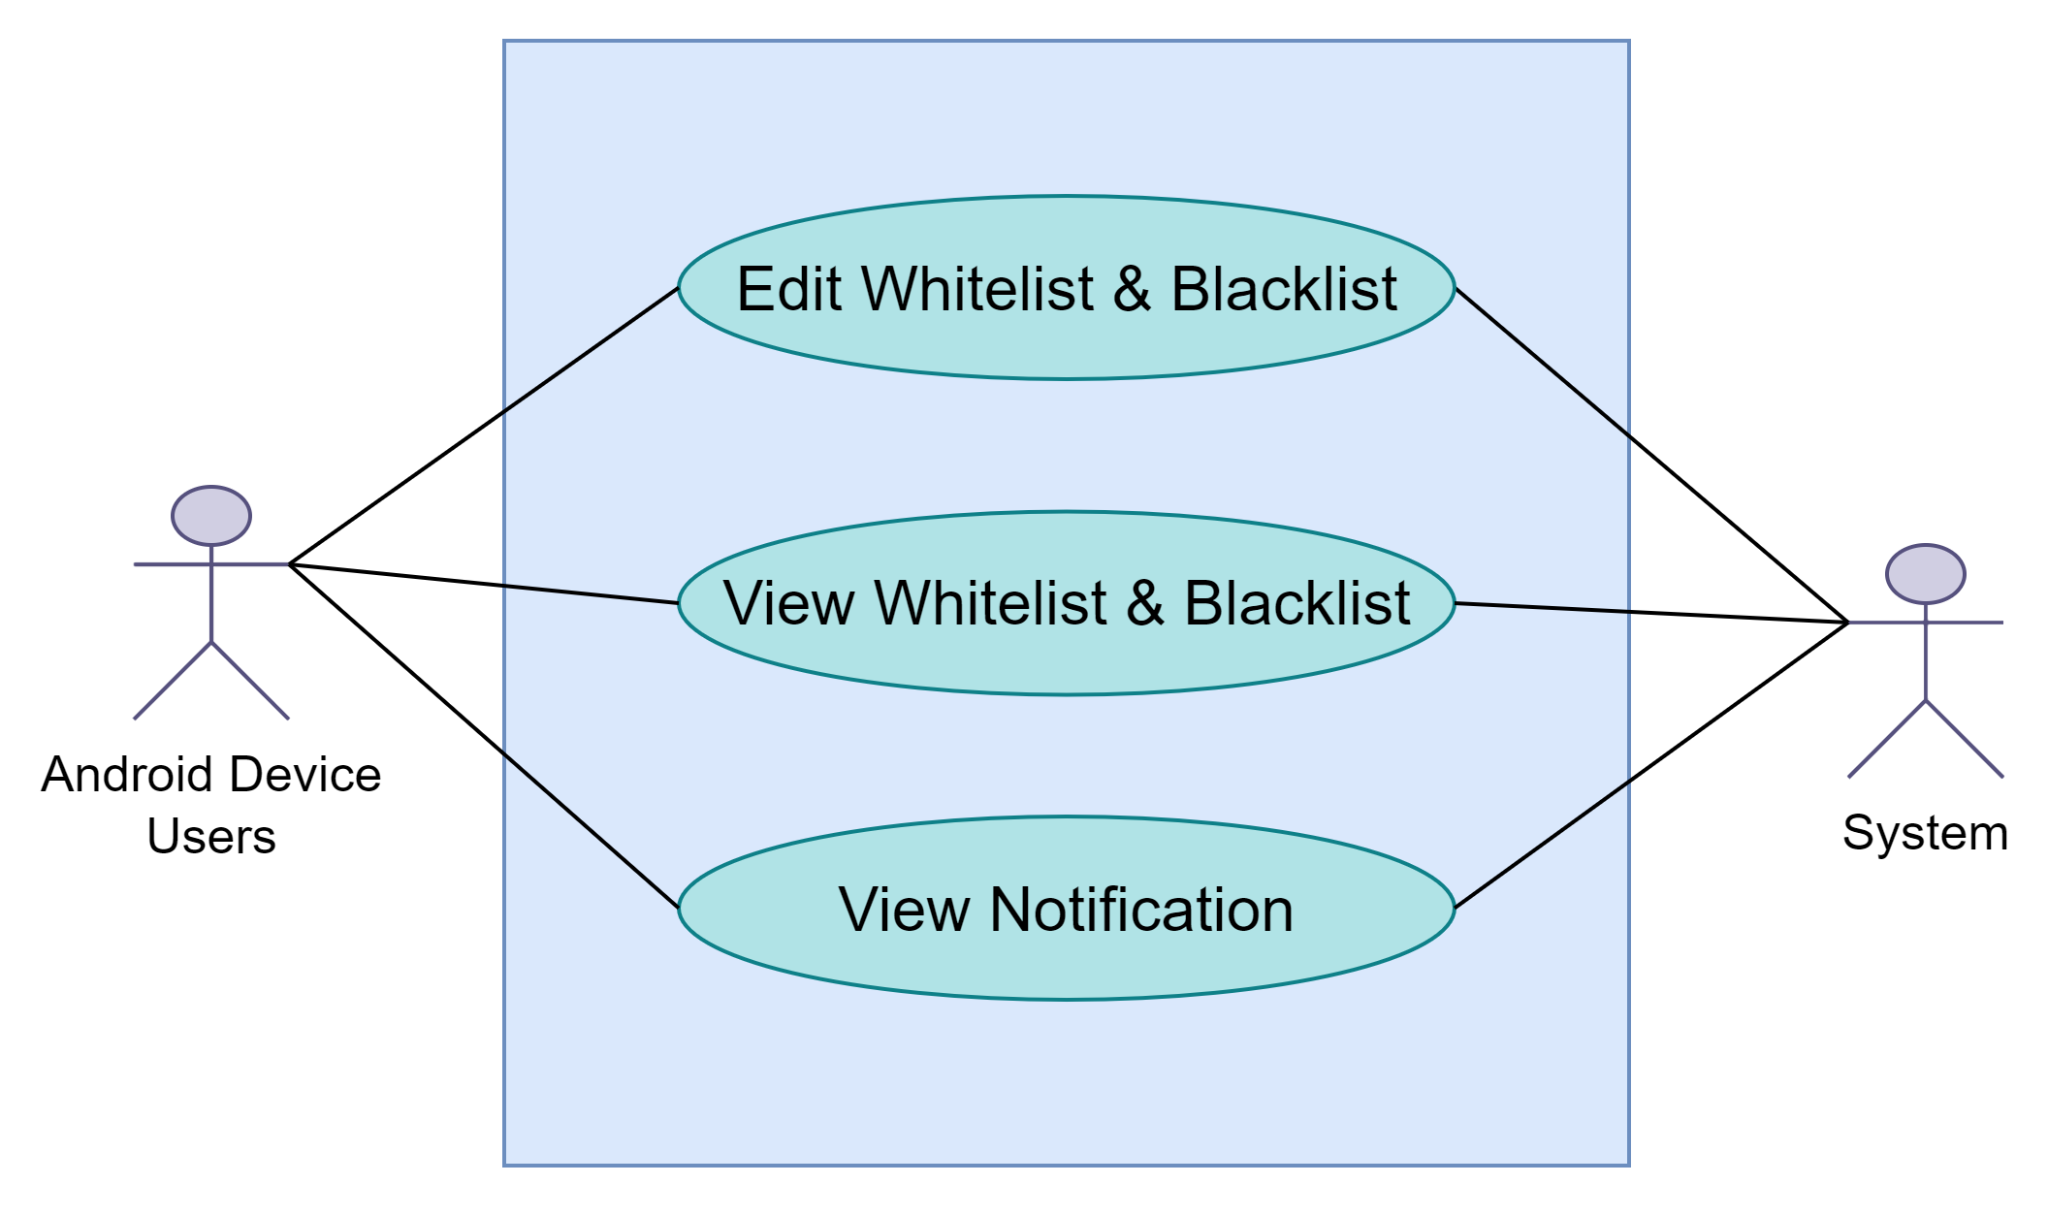 Edit Whitelist & Blacklist
View Whitelist & Blacklist
View Notification
Android Device
Users
System